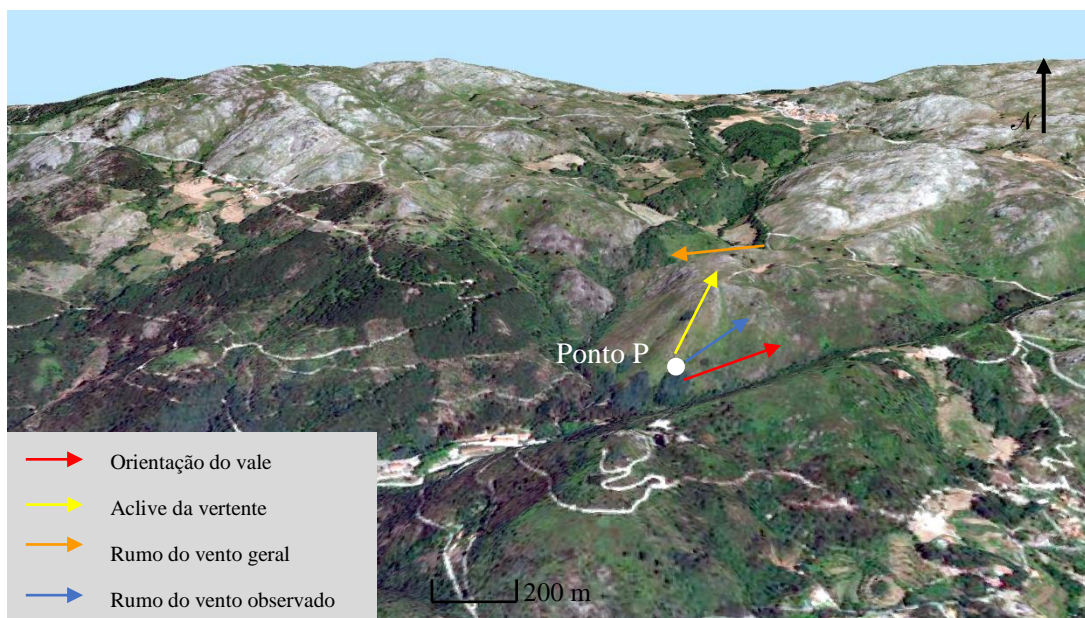 𝒩
Ponto P
Orientação do vale
Aclive da vertente
Rumo do vento geral
Rumo do vento observado
200 m